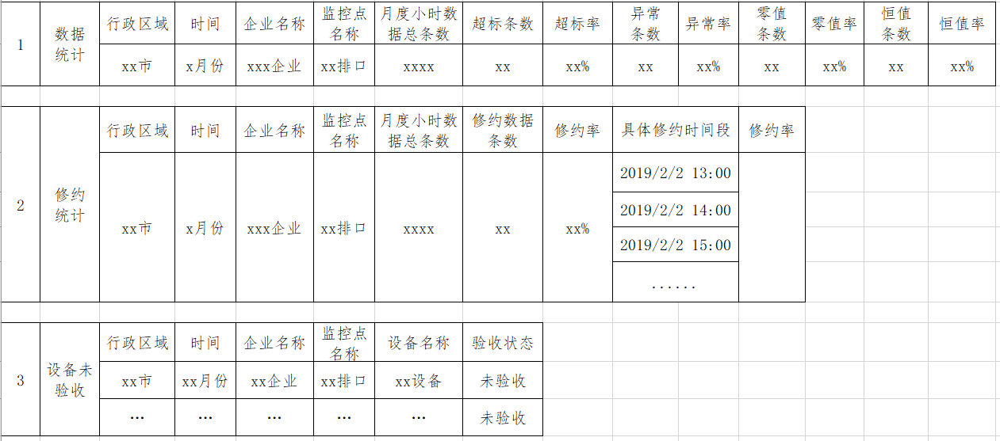 1
数据
统计
行政区域 时间 企业名称 监控点
名称 月度小时数
据总条数 超标条数 超标率 异常
条数 异常率 零值
条数 零值率 恒值
条数 恒值率
xx市 x月份 xxx企业 xx排口 xxxx xx xx% xx xx% xx xx% xx xx%
2
修约
统计
行政区域 时间 企业名称 监控点
名称 月度小时数
据总条数 修约数据
条数 修约率 具体修约时间段 修约率
xx市 x月份 xxx企业 xx排口 xxxx xx xx%
2019/2/2 13:00
2019/2/2 14:00
2019/2/2 15:00
......
3
设备未
验收
行政区域 时间 企业名称 监控点
名称 设备名称 验收状态
xx市 xx月份 xx企业 xx排口 xx设备 未验收
… … … … … 未验收